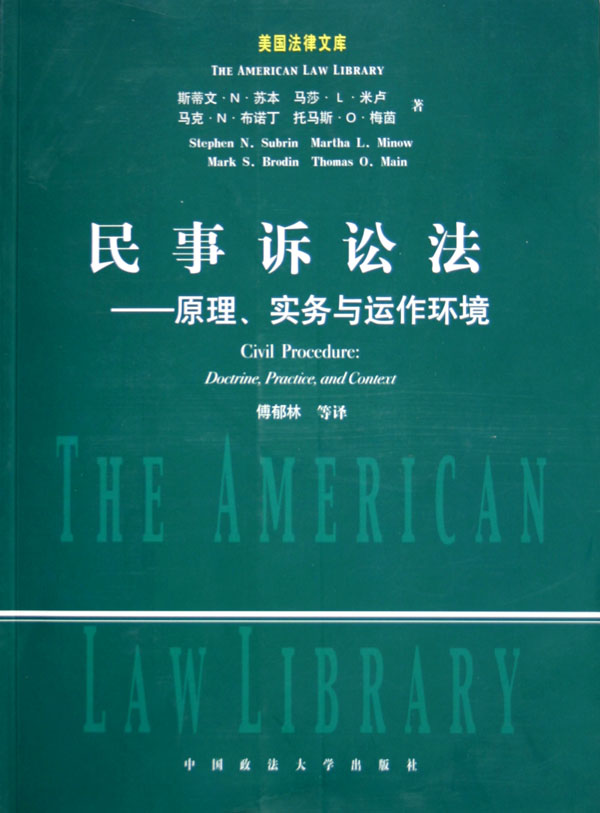 美国法律文库
THE AMERICAN LAW LIBRARY
斯蒂文·N·苏本 马莎·L·米卢
马克·N·布诺丁 托马斯·O·梅茵 著
Stephen N. Subrin Martha L. Minow
Mark S. Brodin Thomas O. Main
民事诉讼法
——原理、实务与运作环境
Civil Procedure:
Doctrine, Practice, and Context
傅郁林 等译
THE AMERICAN
LAW LIBRARY
中国政法大学出版社